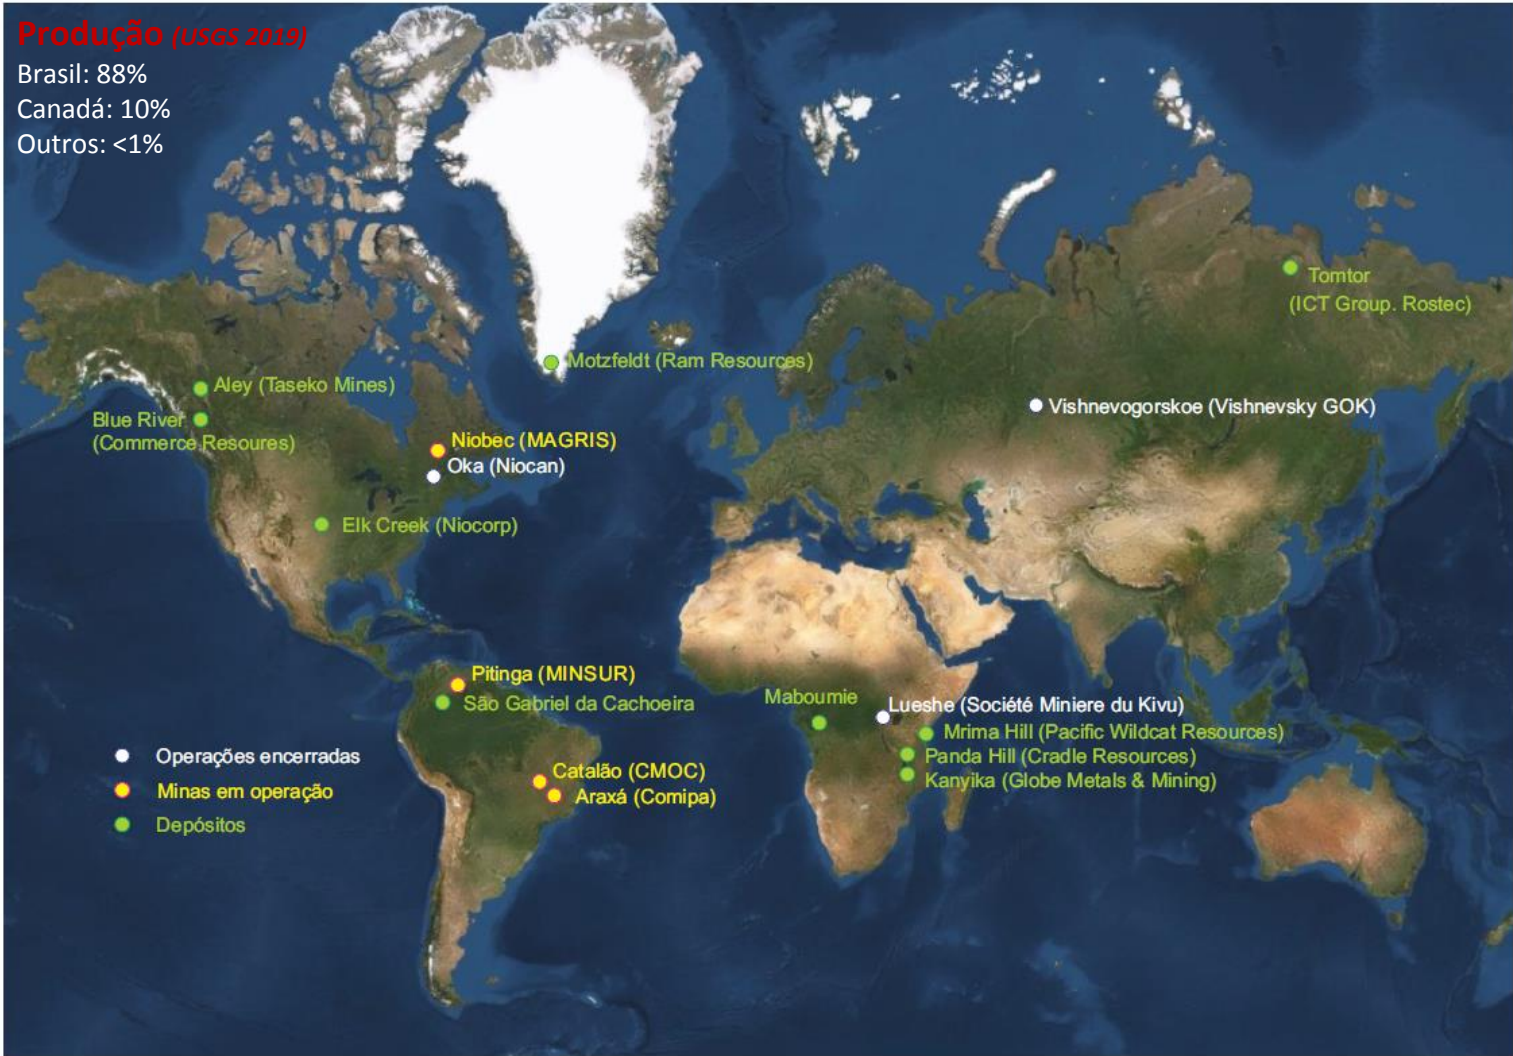 Produção (USGS 2019)
Brasil: 88%
Canadá: 10%
Outros: <1%
Tomtor
(ICT Group. Rostec)
Motzfeldt (Ram Resources)
Aley (Taseko Mines)
Blue River
(Commerce Resoures)
Vishnevogorskoe (Vishnevsky GOK)
Niobec (MAGRIS)
Oka (Niocan)
Elk Creek (Niocorp)
Pitinga (MINSUR)
São Gabriel da Cachoeira
Maboumie
Lueshe (Société Miniere du Kivu)
Mrima Hill (Pacific Wildcat Resources)
Panda Hill (Cradle Resources)
Kanyika (Globe Metals & Mining)
Catalão (CMOC)
Araxá (Comipa)
Operações encerradas
Minas em operação
Depósitos